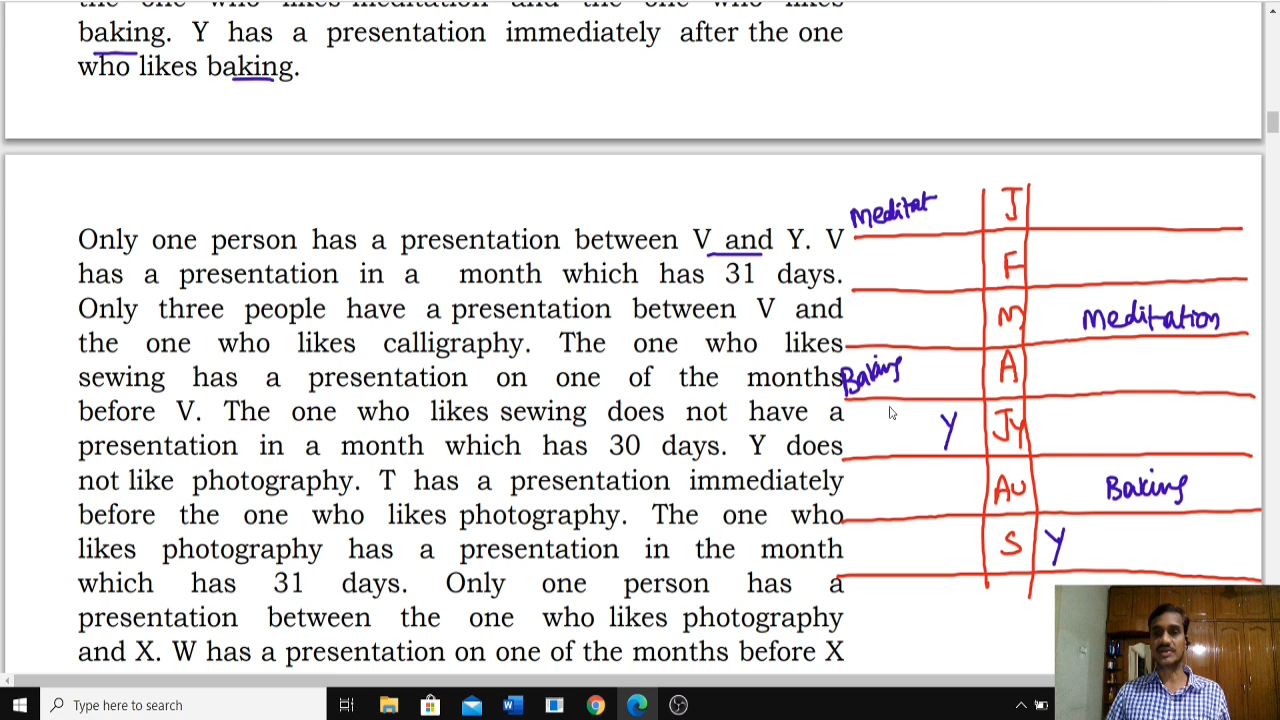 baking. Y has a presentation immediately after the one
who likes baking.
Only one person has a presentation between V and Y. V
has a presentation in a month which has 31 days.
Only three people have a presentation between V and
the one who likes calligraphy. The one who likes
sewing has a presentation on one of the months
before V. The one who likes sewing does not have a
presentation in a month which has 30 days. Y does
not like photography. T has a presentation immediately
before the one who likes photography. The one who
likes photography has a presentation in the month
which has 31 days. Only one person has a
presentation between the one who likes photography
and X. W has a presentation on one of the months before X
Meditat J
F
M Meditation
Baking A
Y Jy
Au Baking
S Y
Type here to search